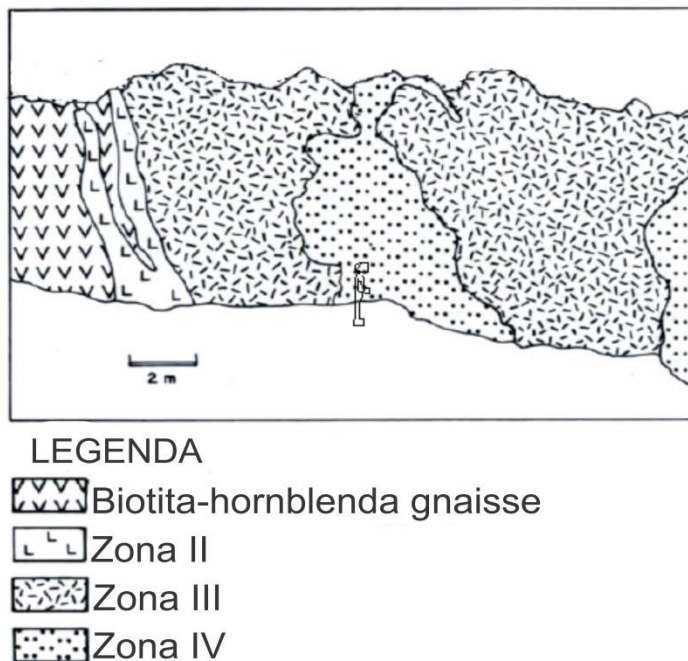 2 m
LEGENDA
Biotita-hornblenda gnaisse
Zona II
Zona III
Zona IV